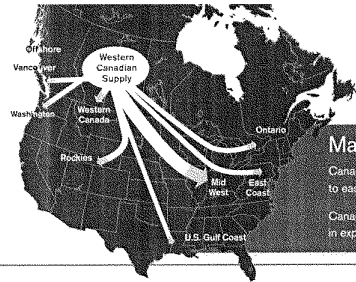 Offshore
Western
Canadian
Supply
Vancouver
Washington
Western
Canada
Ontario
Rockies
Mid
West
East
Coast
U.S. Gulf Coast
Ma
Cana
to eas
Cana
in exp